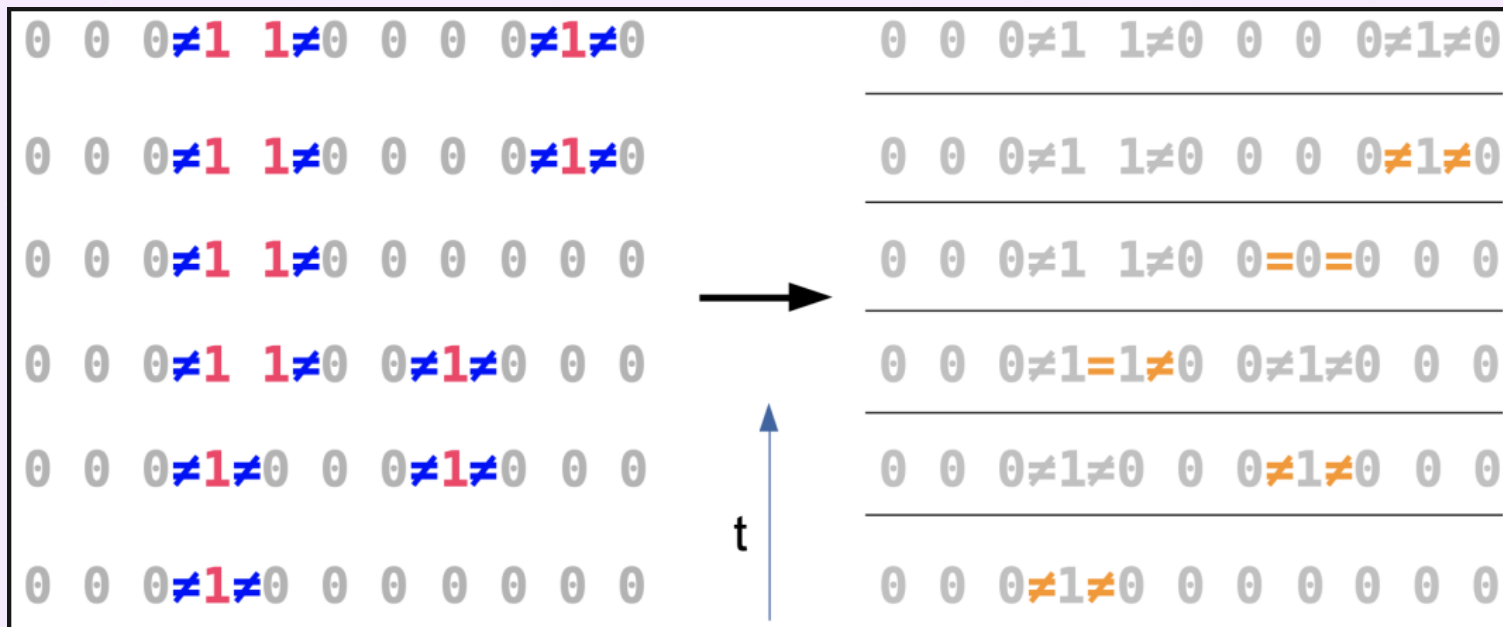 0 0 0≠1 1≠0 0 0 0≠1≠0 0 0 0≠1 1≠0 0 0 0≠1≠0
0 0 0≠1 1≠0 0 0 0≠1≠0 0 0 0≠1 1≠0 0 0 0≠1≠0
0 0 0≠1 1≠0 0 0 0 0 0 0 0 0≠1 1≠0 0=0=0 0 0
0 0 0≠1 1≠0 0≠1≠0 0 0 0 0 0≠1=1≠0 0≠1≠0 0 0
0 0 0≠1≠0 0 0≠1≠0 0 0 0 0 0≠1≠0 0 0≠1≠0 0 0
t
0 0 0≠1≠0 0 0 0 0 0 0 0 0 0≠1≠0 0 0 0 0 0 0